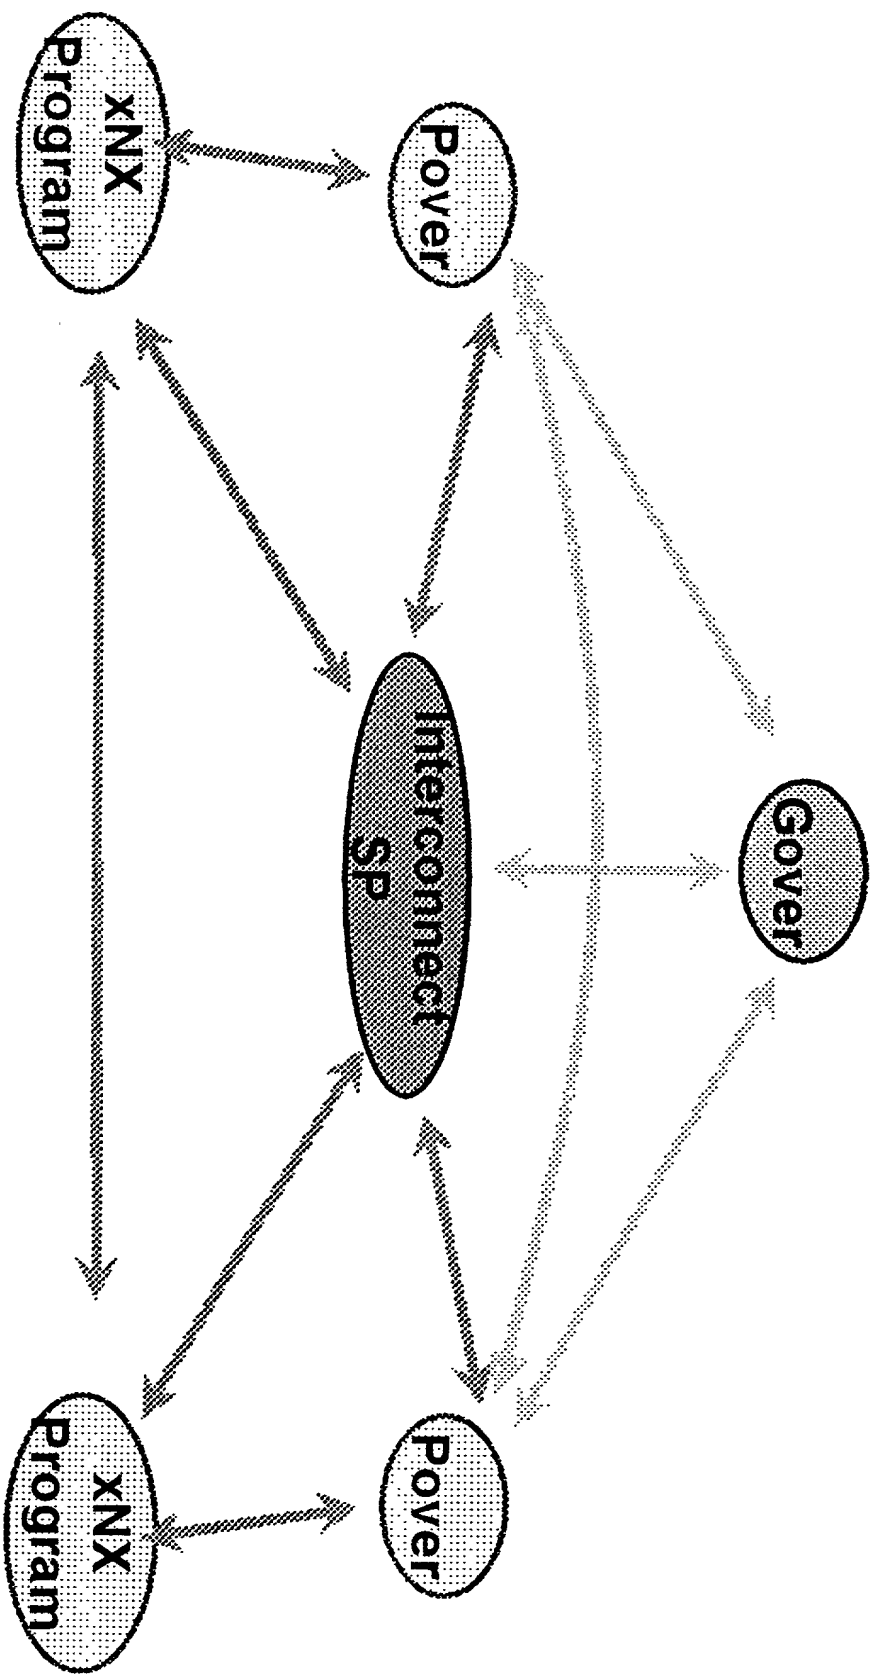 Gover
Pover
Pover
Interconnect
SP
xNX
Program
xNX
Program